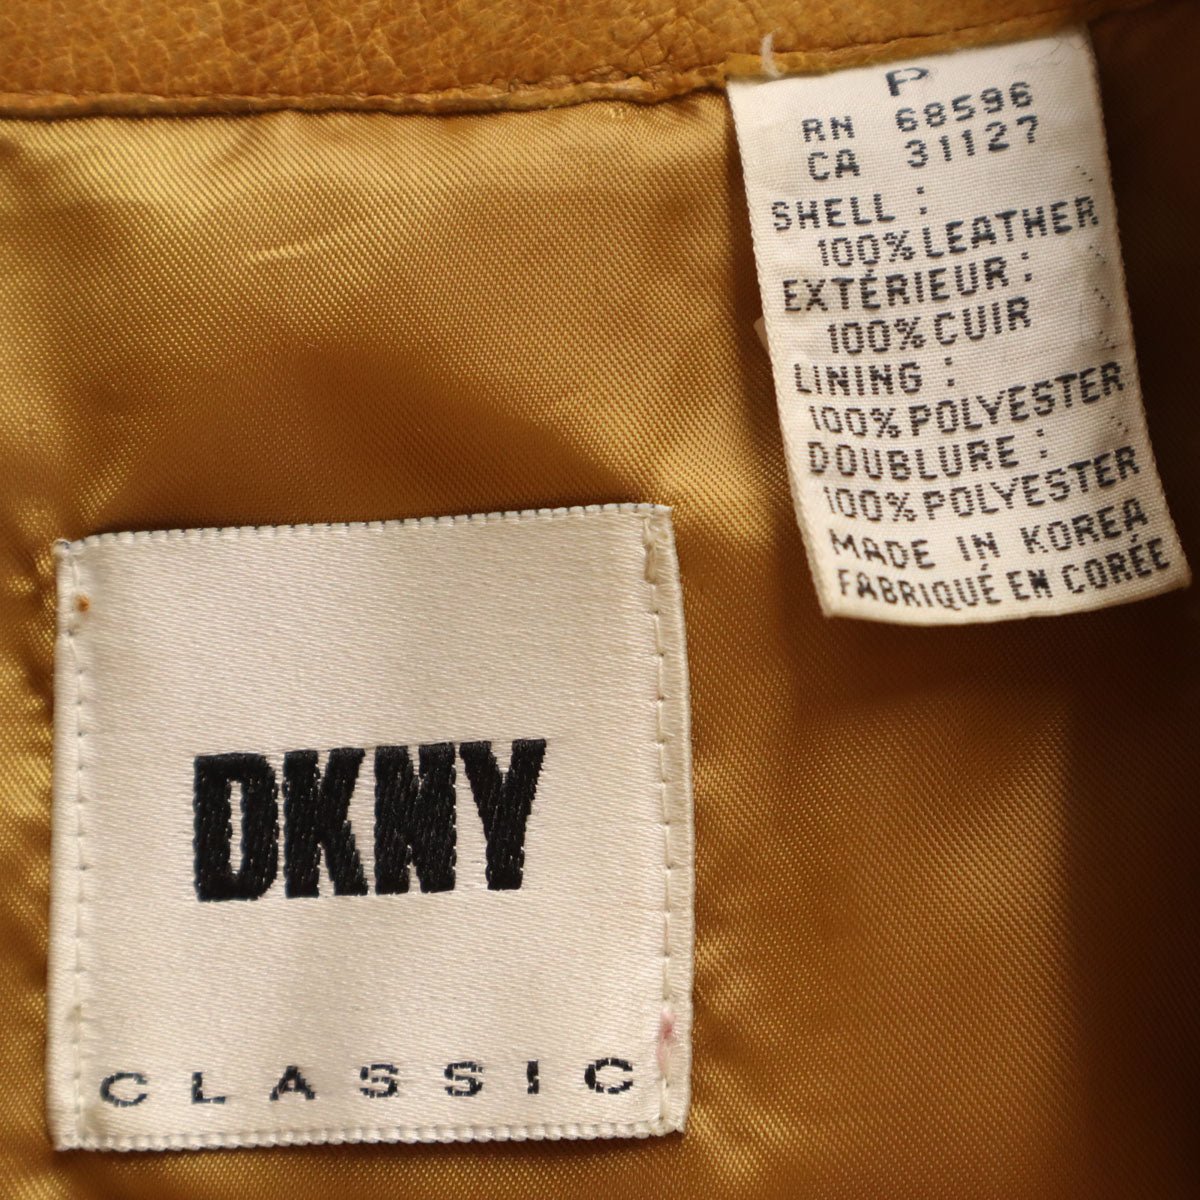 P
RN 68596
CA 31127
SHELL :
100% LEATHER
EXTÉRIEUR :
100% CUIR
LINING :
100% POLYESTER
DOUBLURE :
100% POLYESTER
MADE IN KOREA
FABRIQUÉ EN CORÉE
DKNY
CLASSIC